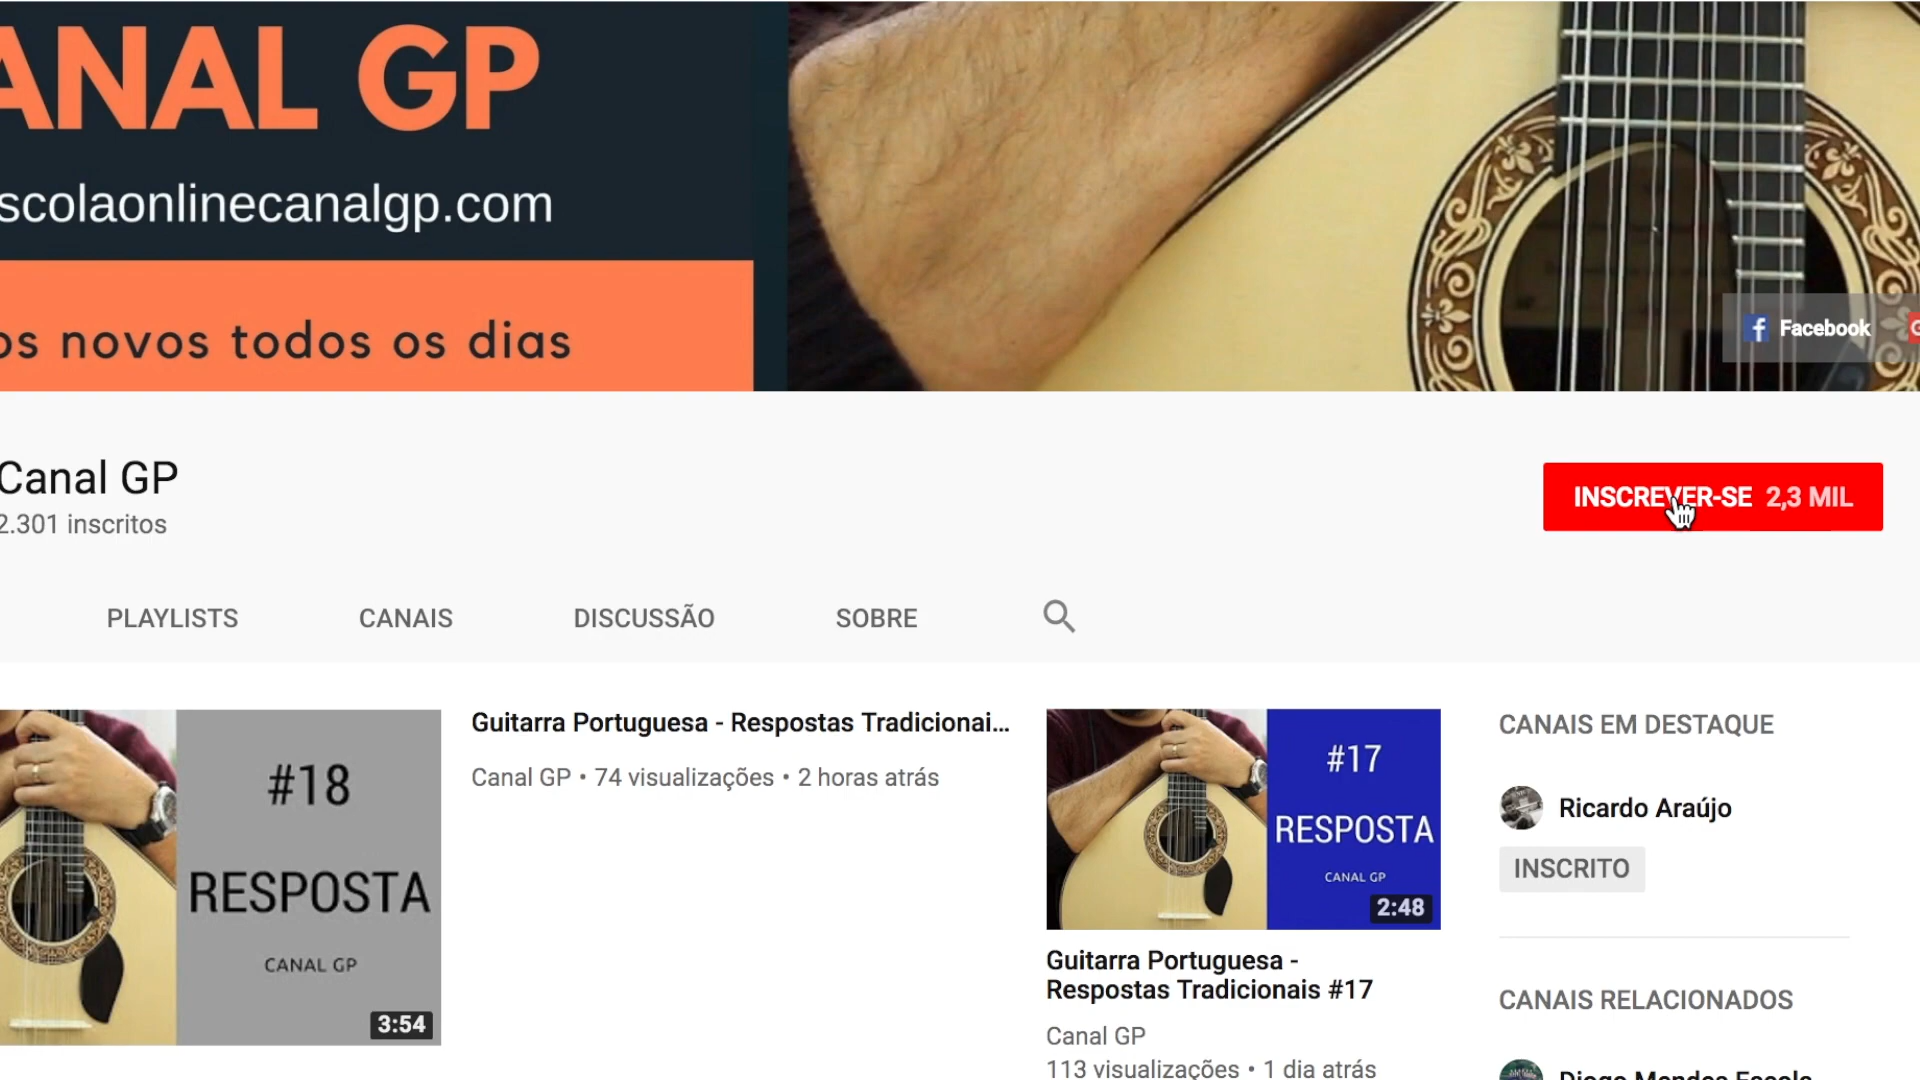 ANAL GP
scolaonlinecanalgp.com
os novos todos os dias
Facebook
Canal GP
2.301 inscritos
INSCREVER-SE 2,3 MIL
PLAYLISTS CANAIS DISCUSSÃO SOBRE
#18
RESPOSTA
CANAL GP
3:54
Guitarra Portuguesa - Respostas Tradicionai...
Canal GP • 74 visualizações • 2 horas atrás
#17
RESPOSTA
CANAL GP
2:48
Guitarra Portuguesa -
Respostas Tradicionais #17
Canal GP
113 visualizações • 1 dia atrás
CANAIS EM DESTAQUE
Ricardo Araújo
INSCRITO
CANAIS RELACIONADOS
Diogo Mendes Escola